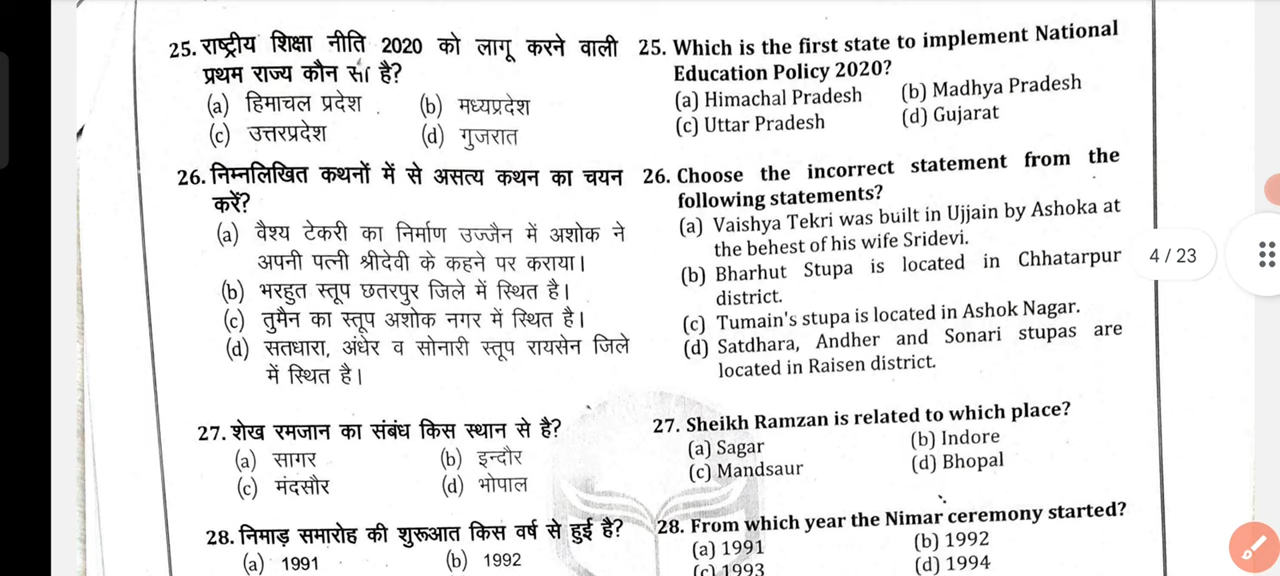 25. राष्ट्रीय शिक्षा नीति 2020 को लागू करने वाली
प्रथम राज्य कौन सा है?
(a) हिमाचल प्रदेश (b) मध्यप्रदेश
(c) उत्तरप्रदेश (d) गुजरात
26. निम्नलिखित कथनों में से असत्य कथन का चयन
करें?
(a) वैश्य टेकरी का निर्माण उज्जैन में अशोक ने
अपनी पत्नी श्रीदेवी के कहने पर कराया।
(b) भरहुत स्तूप छतरपुर जिले में स्थित है।
(c) तुमैन का स्तूप अशोक नगर में स्थित है।
(d) सतधारा, अंधेर व सोनारी स्तूप रायसेन जिले
में स्थित है।
27. शेख रमजान का संबंध किस स्थान से है?
(a) सागर (b) इन्दौर
(c) मंदसौर (d) भोपाल
28. निमाड़ समारोह की शुरूआत किस वर्ष से हुई है?
(a) 1991 (b) 1992
25. Which is the first state to implement National
Education Policy 2020?
(a) Himachal Pradesh (b) Madhya Pradesh
(c) Uttar Pradesh (d) Gujarat
26. Choose the incorrect statement from the
following statements?
(a) Vaishya Tekri was built in Ujjain by Ashoka at
the behest of his wife Sridevi.
(b) Bharhut Stupa is located in Chhatarpur
district.
(c) Tumain's stupa is located in Ashok Nagar.
(d) Satdhara, Andher and Sonari stupas are
located in Raisen district.
27. Sheikh Ramzan is related to which place?
(a) Sagar (b) Indore
(c) Mandsaur (d) Bhopal
28. From which year the Nimar ceremony started?
(a) 1991 (b) 1992
(c) 1993 (d) 1994
4 / 23